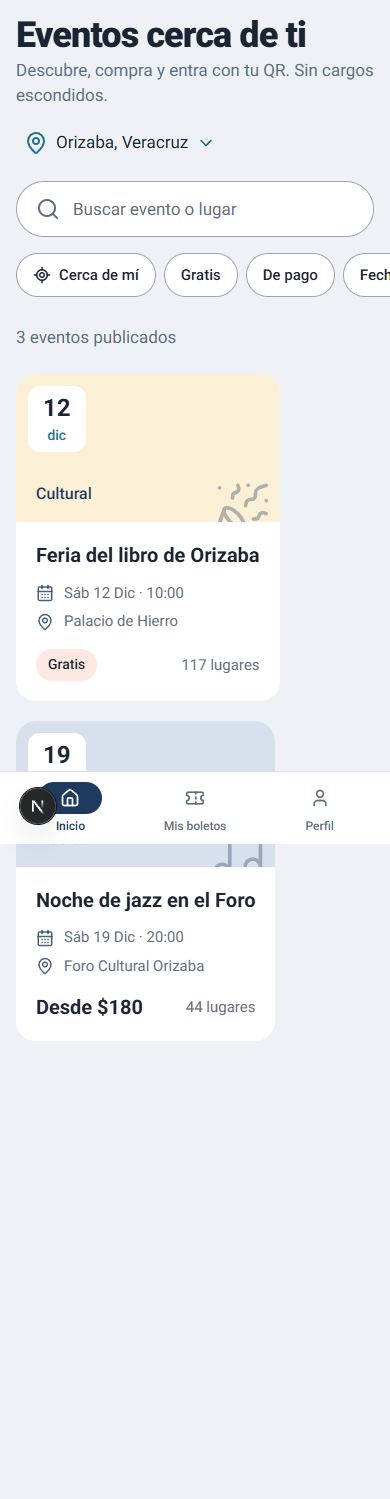 Eventos cerca de ti
Descubre, compra y entra con tu QR. Sin cargos
escondidos.
Orizaba, Veracruz
Buscar evento o lugar
Cerca de mí
Gratis
De pago
Fech
3 eventos publicados
12
dic
Cultural
Feria del libro de Orizaba
Sáb 12 Dic · 10:00
Palacio de Hierro
Gratis
117 lugares
19
N
Inicio
Mis boletos
Perfil
Noche de jazz en el Foro
Sáb 19 Dic · 20:00
Foro Cultural Orizaba
Desde $180
44 lugares